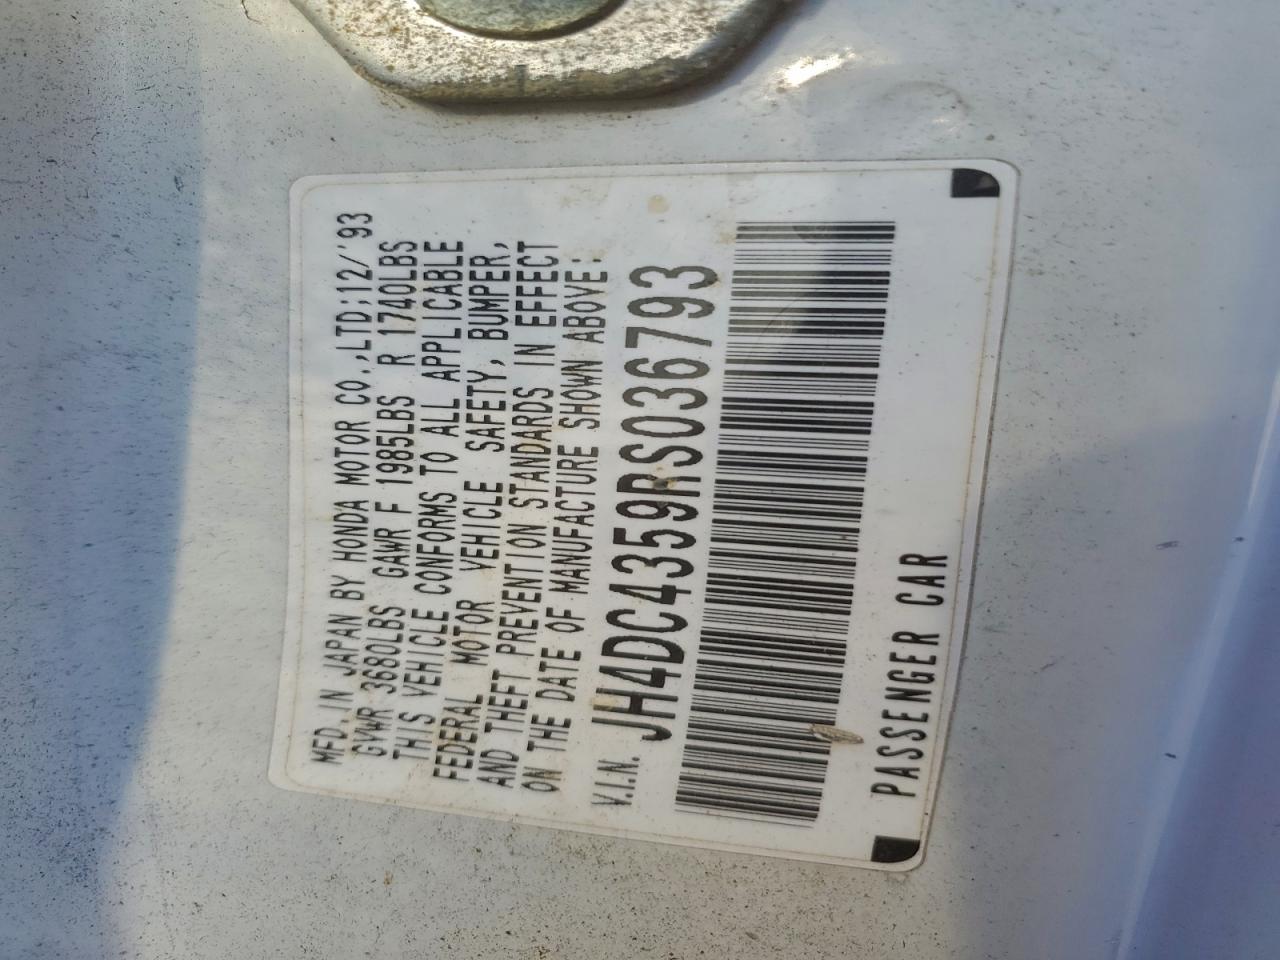 MFD. IN JAPAN BY HONDA MOTOR CO.,LTD;12/'93
GVWR 3680LBS GAWR F 1985LBS R 1740LBS
THIS VEHICLE CONFORMS TO ALL APPLICABLE
FEDERAL MOTOR VEHICLE SAFETY, BUMPER,
AND THEFT PREVENTION STANDARDS IN EFFECT
ON THE DATE OF MANUFACTURE SHOWN ABOVE:
V.I.N. JH4DC4359RS036793
PASSENGER CAR